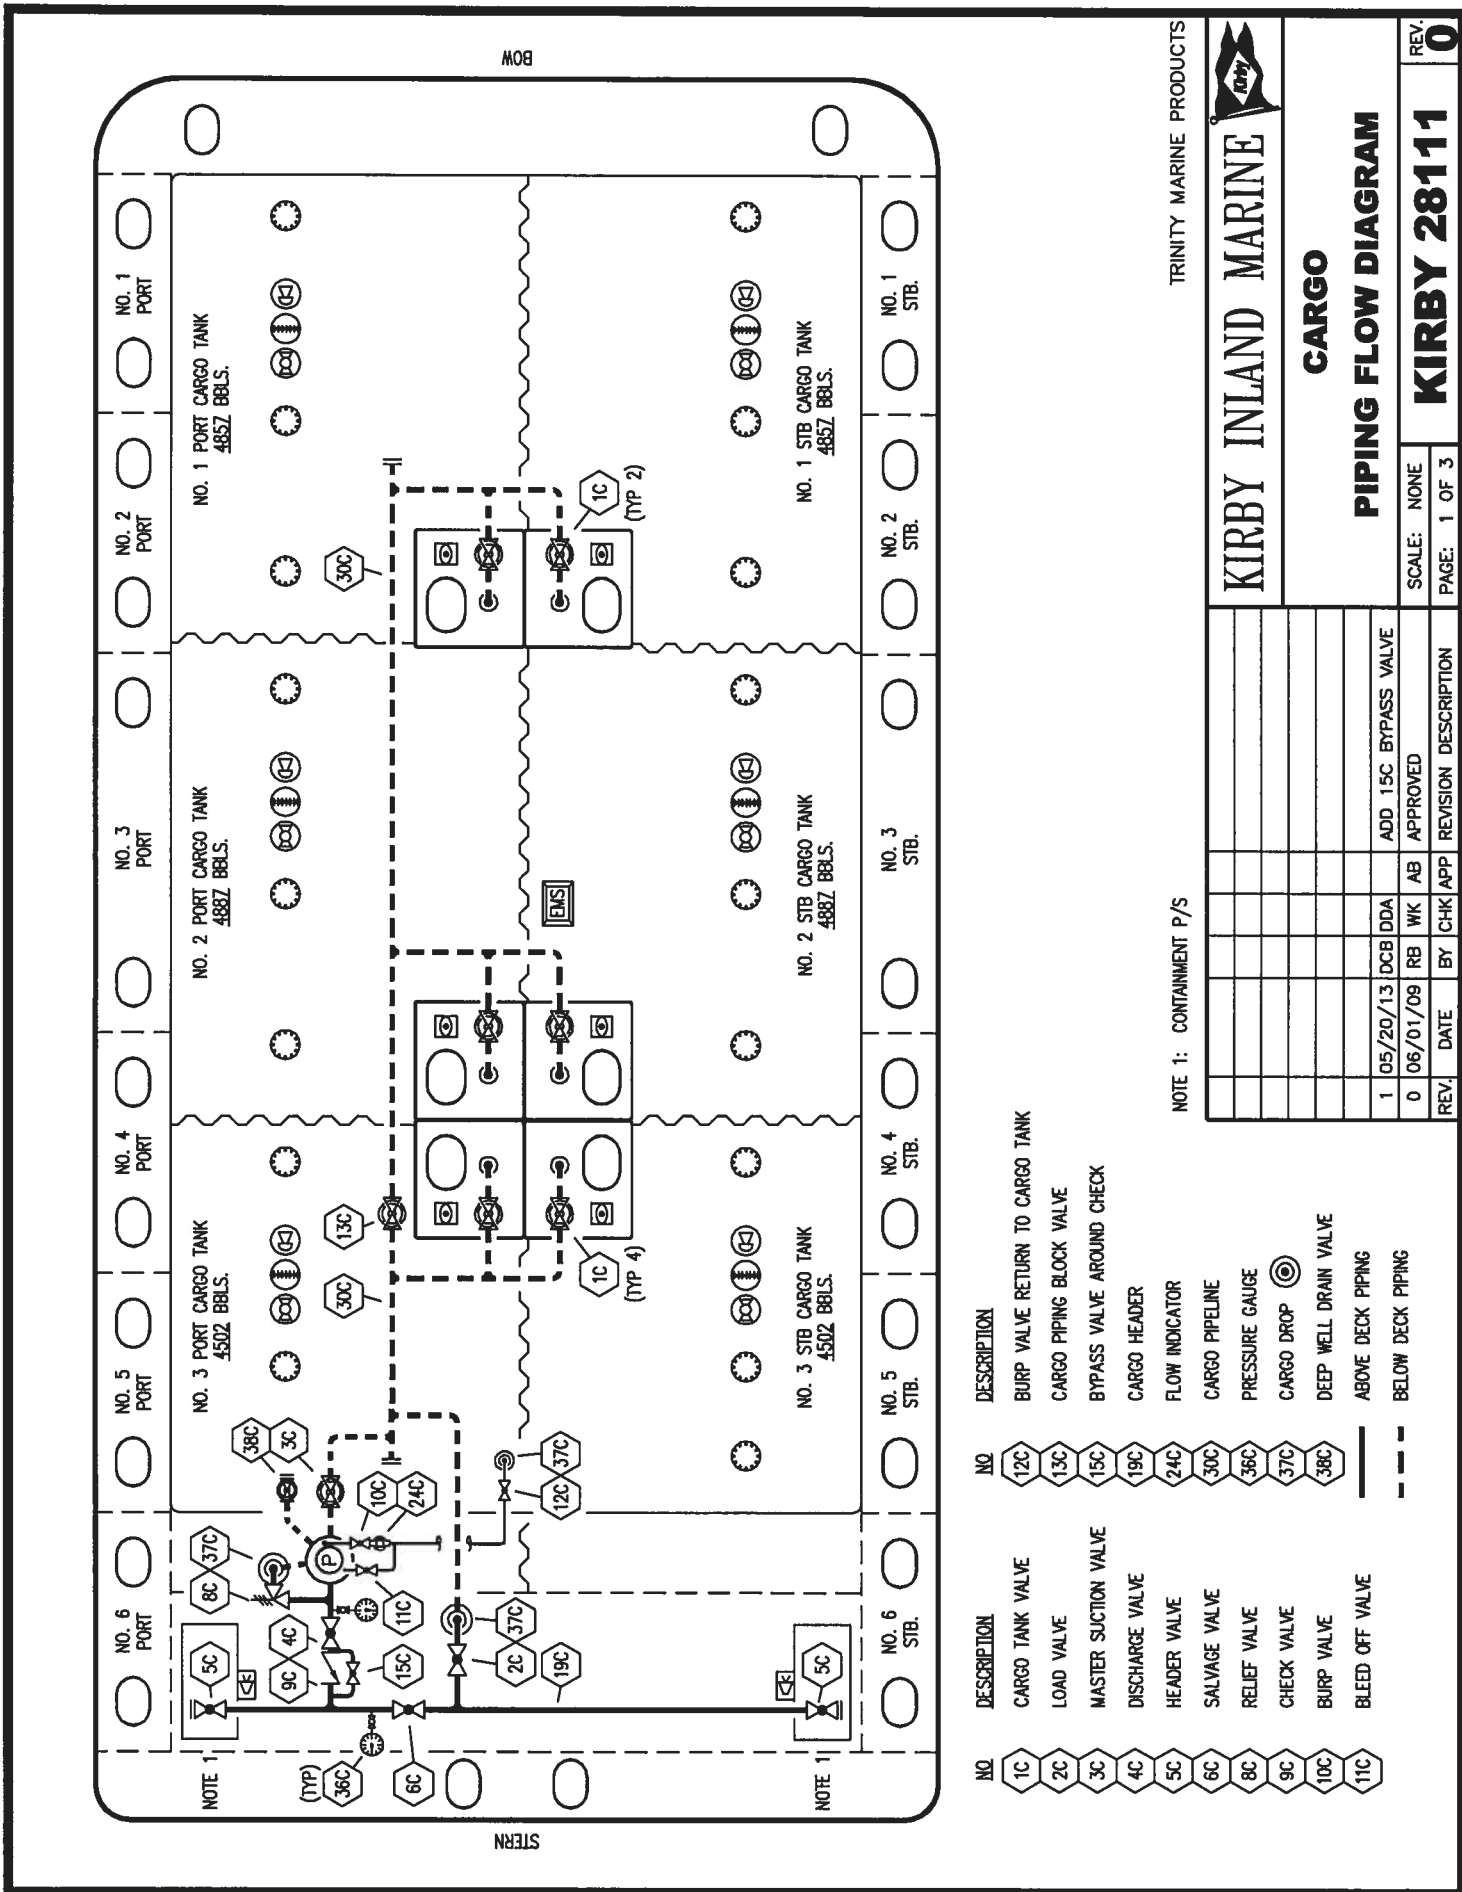 BOW
STERN
NO. 6
PORT
NO. 5
PORT
NO. 4
PORT
NO. 3
PORT
NO. 2
PORT
NO. 1
PORT
NO. 3 PORT CARGO TANK
4502 BBLS.
NO. 2 PORT CARGO TANK
4887 BBLS.
NO. 1 PORT CARGO TANK
4857 BBLS.
NOTE 1
5C
8C
37C
38C
3C
9C
4C
30C
13C
30C
(TYP)
36C
P
10C
24C
11C
15C
6C
2C
37C
19C
12C
37C
1C
(TYP 4)
EMS
1C
(TYP 2)
NOTE 1
5C
NO. 3 STB CARGO TANK
4502 BBLS.
NO. 2 STB CARGO TANK
4887 BBLS.
NO. 1 STB CARGO TANK
4857 BBLS.
NO. 6
STB.
NO. 5
STB.
NO. 4
STB.
NO. 3
STB.
NO. 2
STB.
NO. 1
STB.
NO DESCRIPTION
1C CARGO TANK VALVE
2C LOAD VALVE
3C MASTER SUCTION VALVE
4C DISCHARGE VALVE
5C HEADER VALVE
6C SALVAGE VALVE
8C RELIEF VALVE
9C CHECK VALVE
10C BURP VALVE
11C BLEED OFF VALVE
NO DESCRIPTION
12C BURP VALVE RETURN TO CARGO TANK
13C CARGO PIPING BLOCK VALVE
15C BYPASS VALVE AROUND CHECK
19C CARGO HEADER
24C FLOW INDICATOR
30C CARGO PIPELINE
36C PRESSURE GAUGE
37C CARGO DROP
38C DEEP WELL DRAIN VALVE
ABOVE DECK PIPING
BELOW DECK PIPING
NOTE 1: CONTAINMENT P/S
TRINITY MARINE PRODUCTS
1 05/20/13 DCB DDA ADD 15C BYPASS VALVE
0 06/01/09 RB WK AB APPROVED
REV. DATE BY CHK APP REVISION DESCRIPTION
KIRBY INLAND MARINE
Kirby
CARGO
PIPING FLOW DIAGRAM
SCALE: NONE
PAGE: 1 OF 3
KIRBY 28111
REV.
0